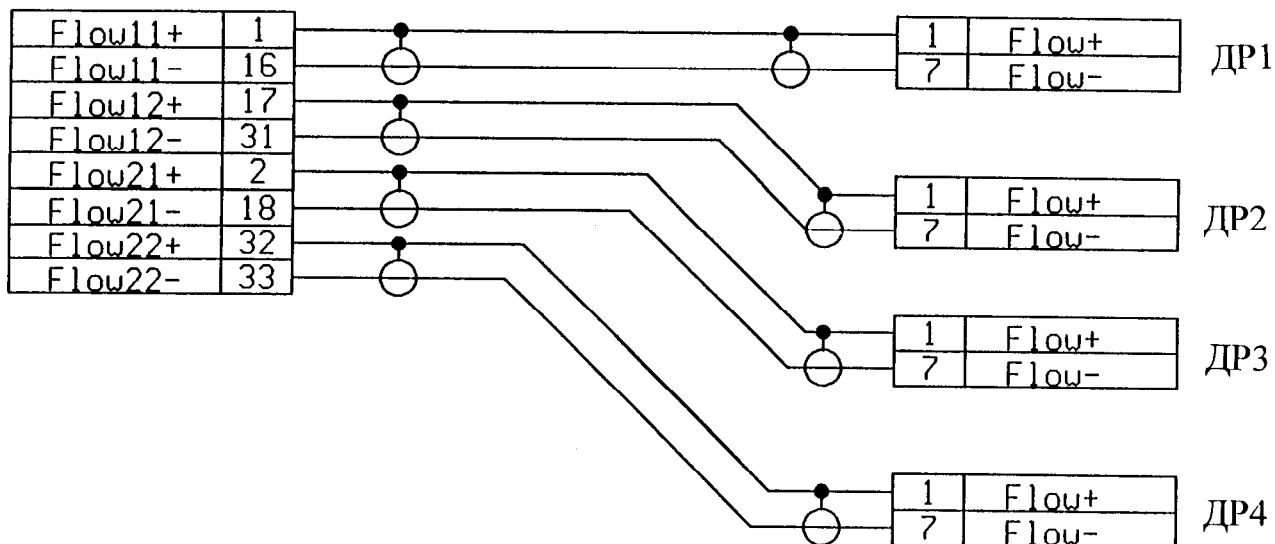 Flow11+ 1
Flow11- 16
Flow12+ 17
Flow12- 31
Flow21+ 2
Flow21- 18
Flow22+ 32
Flow22- 33
1 Flow+
7 Flow-
ДР1
1 Flow+
7 Flow-
ДР2
1 Flow+
7 Flow-
ДР3
1 Flow+
7 Flow-
ДР4